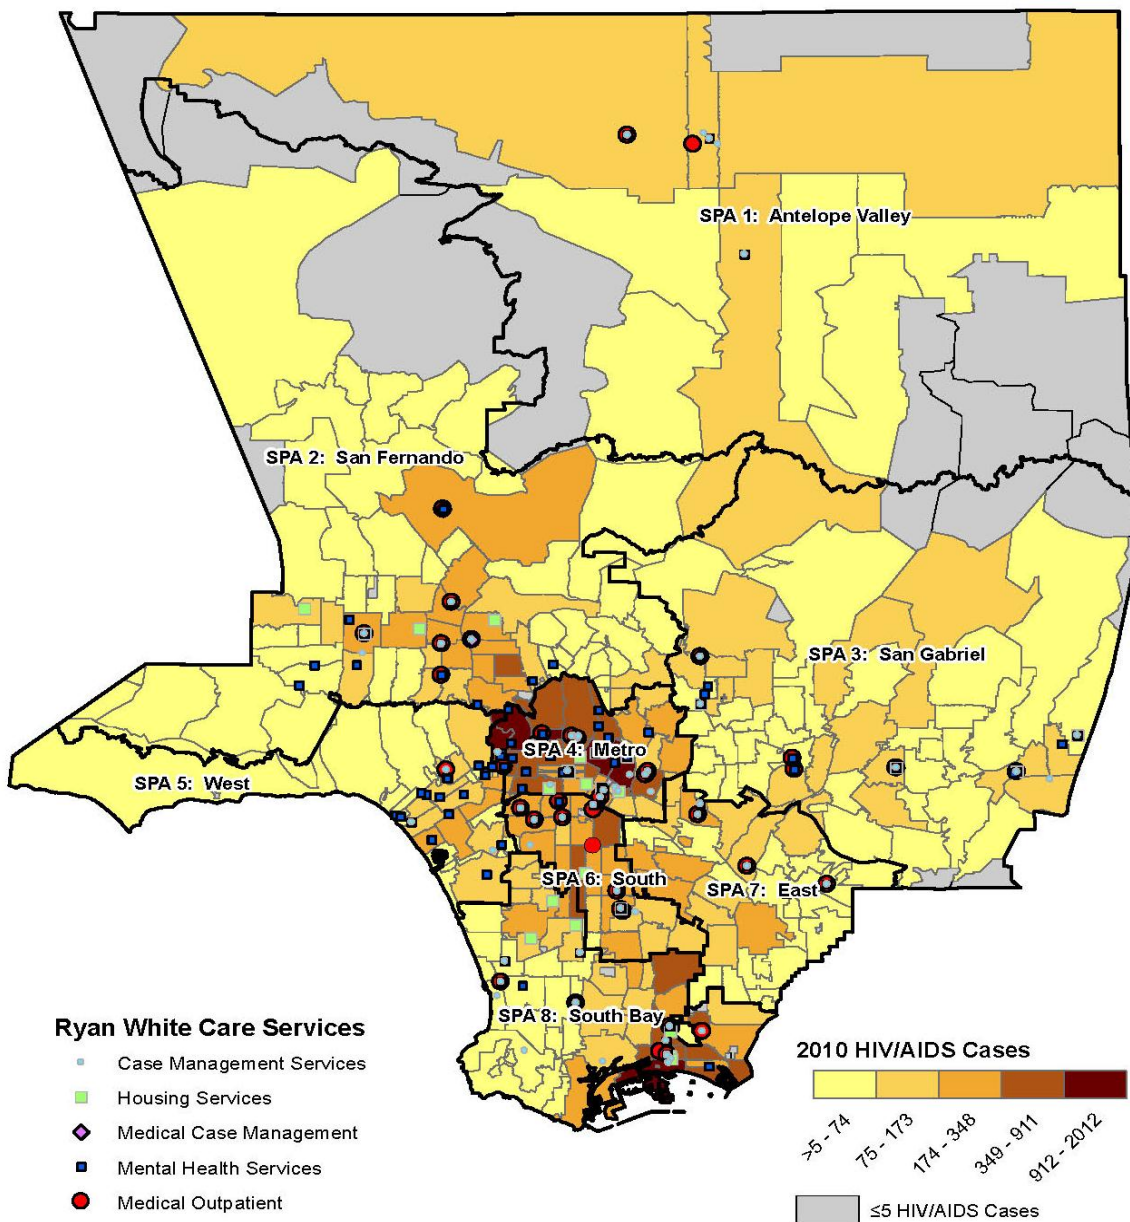 SPA 1: Antelope Valley
SPA 2: San Fernando
SPA 3: San Gabriel
SPA 4: Metro
SPA 5: West
SPA 6: South
SPA 7: East
SPA 8: South Bay
Ryan White Care Services
Case Management Services
Housing Services
Medical Case Management
Mental Health Services
Medical Outpatient
2010 HIV/AIDS Cases
>5 - 74
75 - 173
174 - 348
349 - 911
912 - 2012
≤5 HIV/AIDS Cases